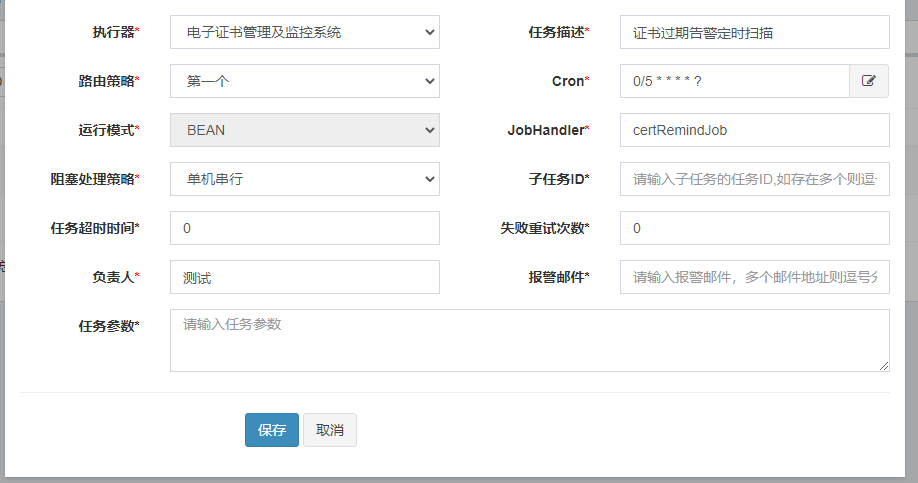 执行器* 电子证书管理及监控系统 任务描述* 证书过期告警定时扫描
路由策略* 第一个 Cron* 0/5 * * * * ?
运行模式* BEAN JobHandler* certRemindJob
阻塞处理策略* 单机串行 子任务ID* 请输入子任务的任务ID,如存在多个则逗
任务超时时间* 0 失败重试次数* 0
负责人* 测试 报警邮件* 请输入报警邮件，多个邮件地址则逗号分
任务参数* 请输入任务参数
保存 取消